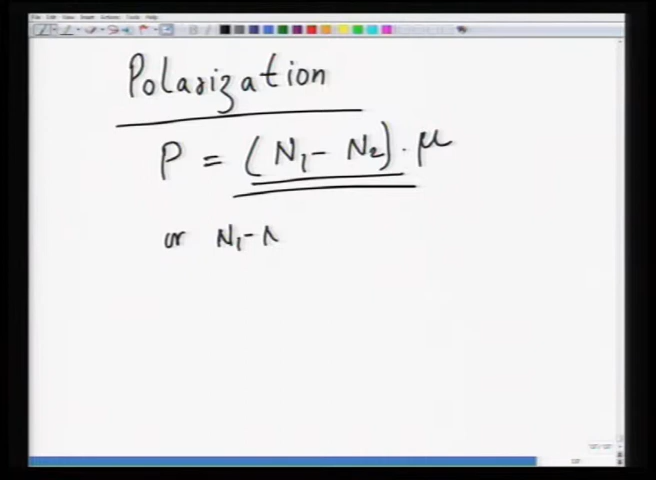 Polarization
P = (N₁ - N₂) . μ
or N₁ -